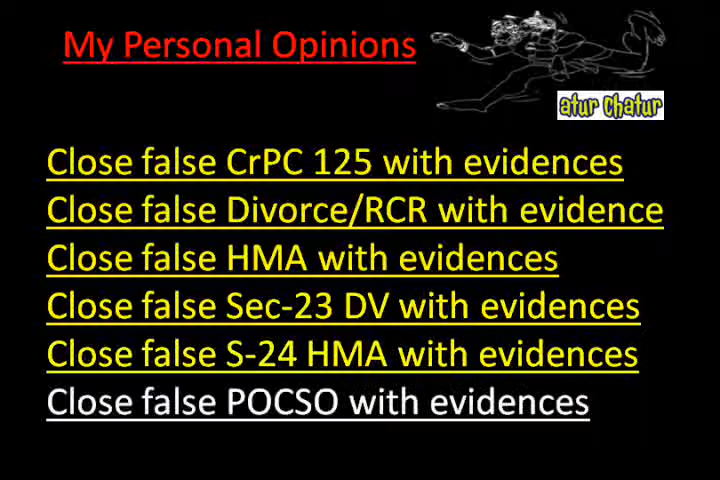 My Personal Opinions
atur Chatur
Close false CrPC 125 with evidences
Close false Divorce/RCR with evidence
Close false HMA with evidences
Close false Sec-23 DV with evidences
Close false S-24 HMA with evidences
Close false POCSO with evidences